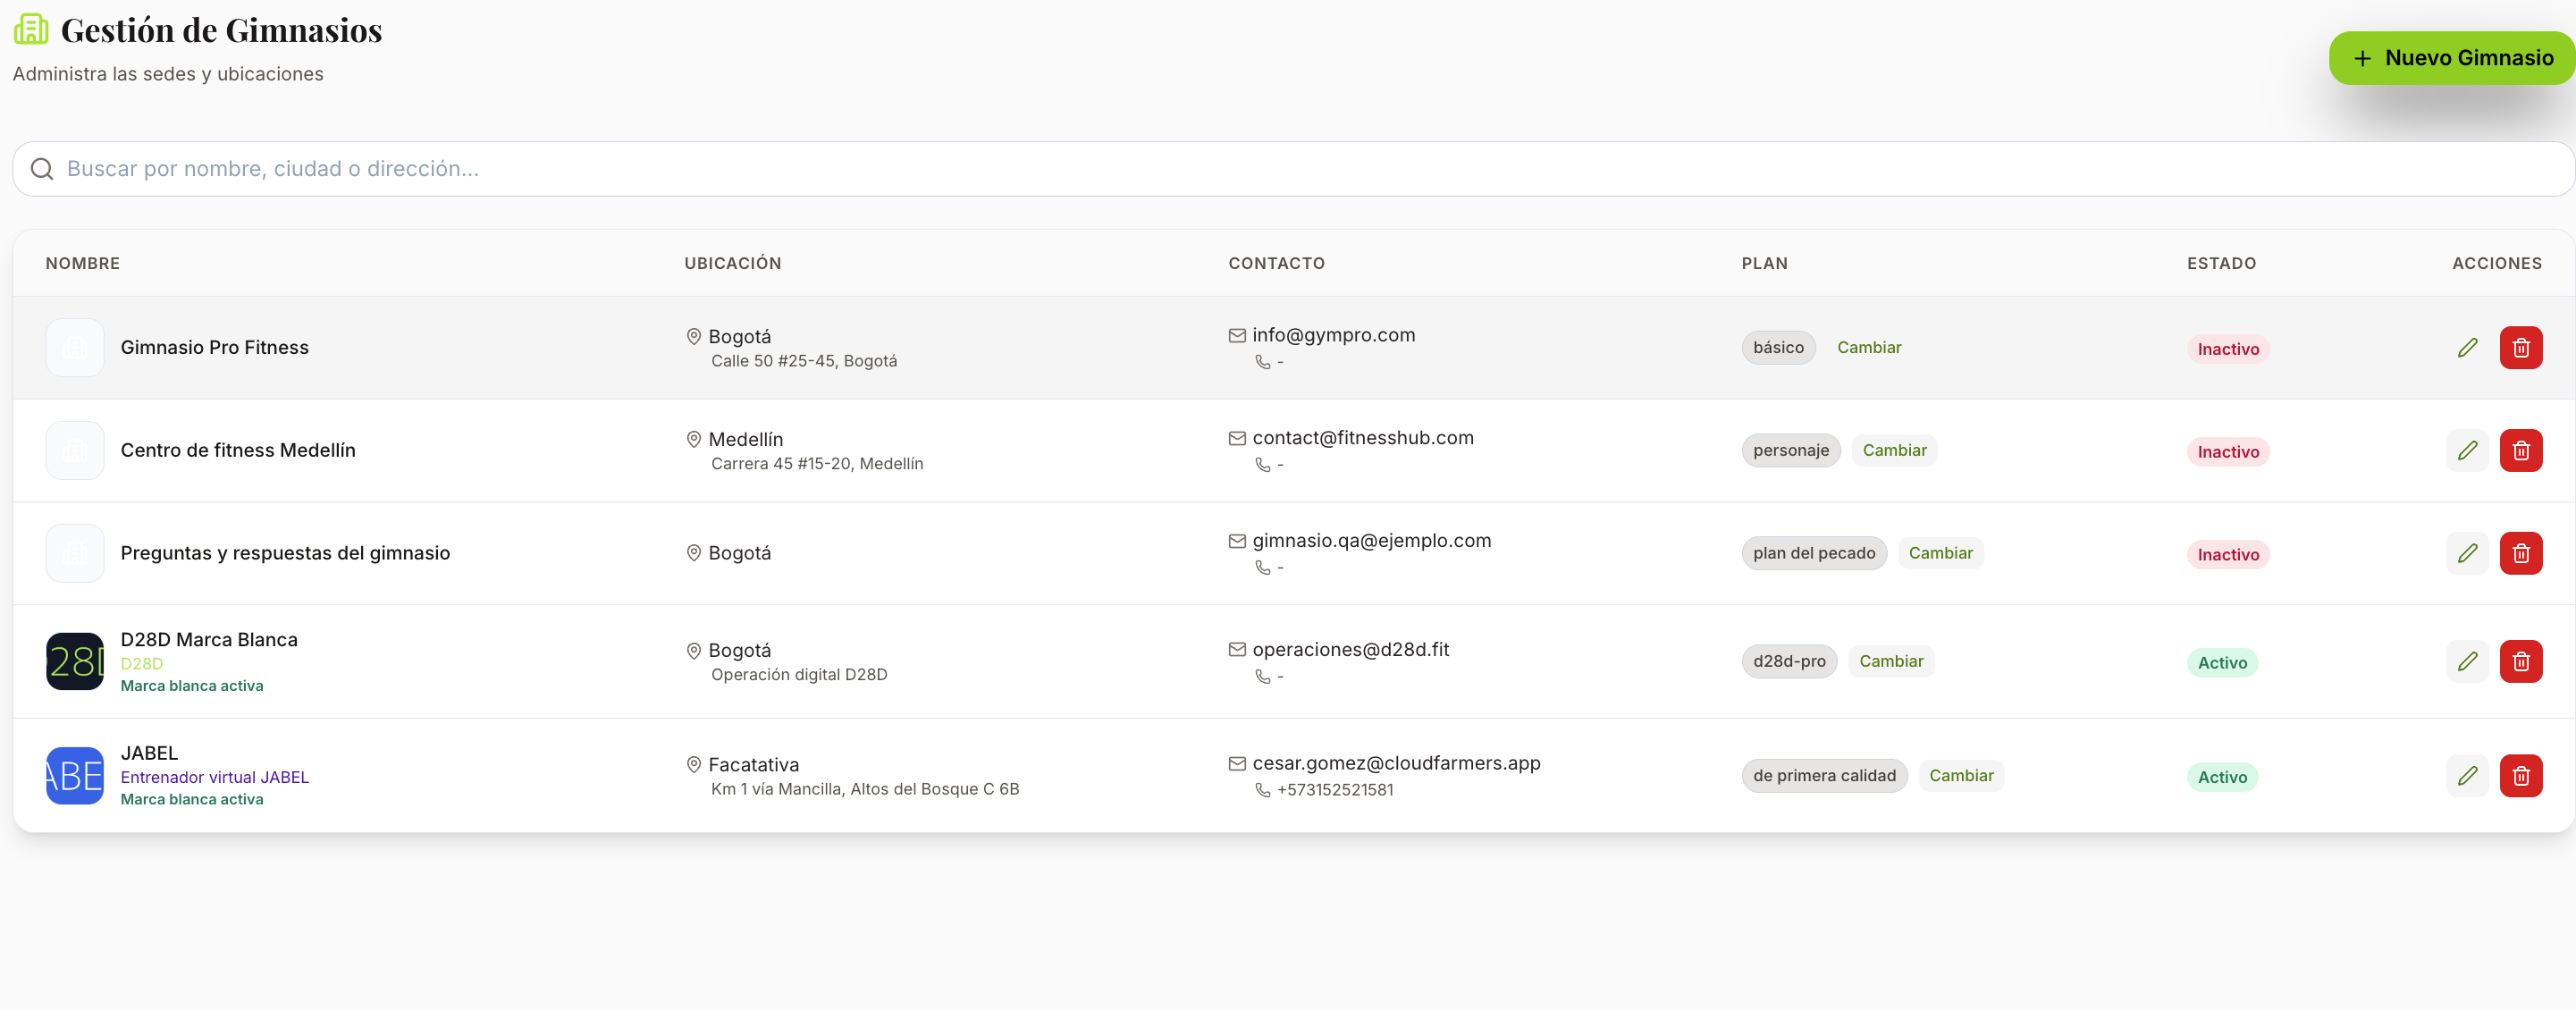 Gestión de Gimnasios
Administra las sedes y ubicaciones
+ Nuevo Gimnasio
Buscar por nombre, ciudad o dirección...
NOMBRE UBICACIÓN CONTACTO PLAN ESTADO ACCIONES
Gimnasio Pro Fitness
Bogotá
Calle 50 #25-45, Bogotá
info@gympro.com
-
básico Cambiar
Inactivo
Centro de fitness Medellín
Medellín
Carrera 45 #15-20, Medellín
contact@fitnesshub.com
-
personaje Cambiar
Inactivo
Preguntas y respuestas del gimnasio
Bogotá
gimnasio.qa@ejemplo.com
-
plan del pecado Cambiar
Inactivo
28D
D28D Marca Blanca
D28D
Marca blanca activa
Bogotá
Operación digital D28D
operaciones@d28d.fit
-
d28d-pro Cambiar
Activo
ABE
JABEL
Entrenador virtual JABEL
Marca blanca activa
Facatativa
Km 1 vía Mancilla, Altos del Bosque C 6B
cesar.gomez@cloudfarmers.app
+573152521581
de primera calidad Cambiar
Activo